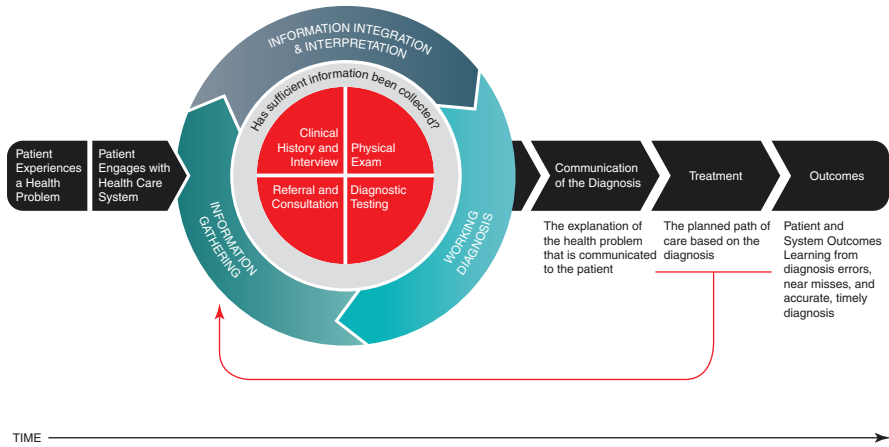 INFORMATION INTEGRATION
& INTERPRETATION
Has sufficient information been collected?
Clinical
History and
Interview
Physical
Exam
Referral and
Consultation
Diagnostic
Testing
INFORMATION
GATHERING
WORKING
DIAGNOSIS
Patient
Experiences
a Health
Problem
Patient
Engages with
Health Care
System
Communication
of the Diagnosis
Treatment
Outcomes
The explanation of
the health problem
that is communicated
to the patient
The planned path of
care based on the
diagnosis
Patient and
System Outcomes
Learning from
diagnosis errors,
near misses, and
accurate, timely
diagnosis
TIME